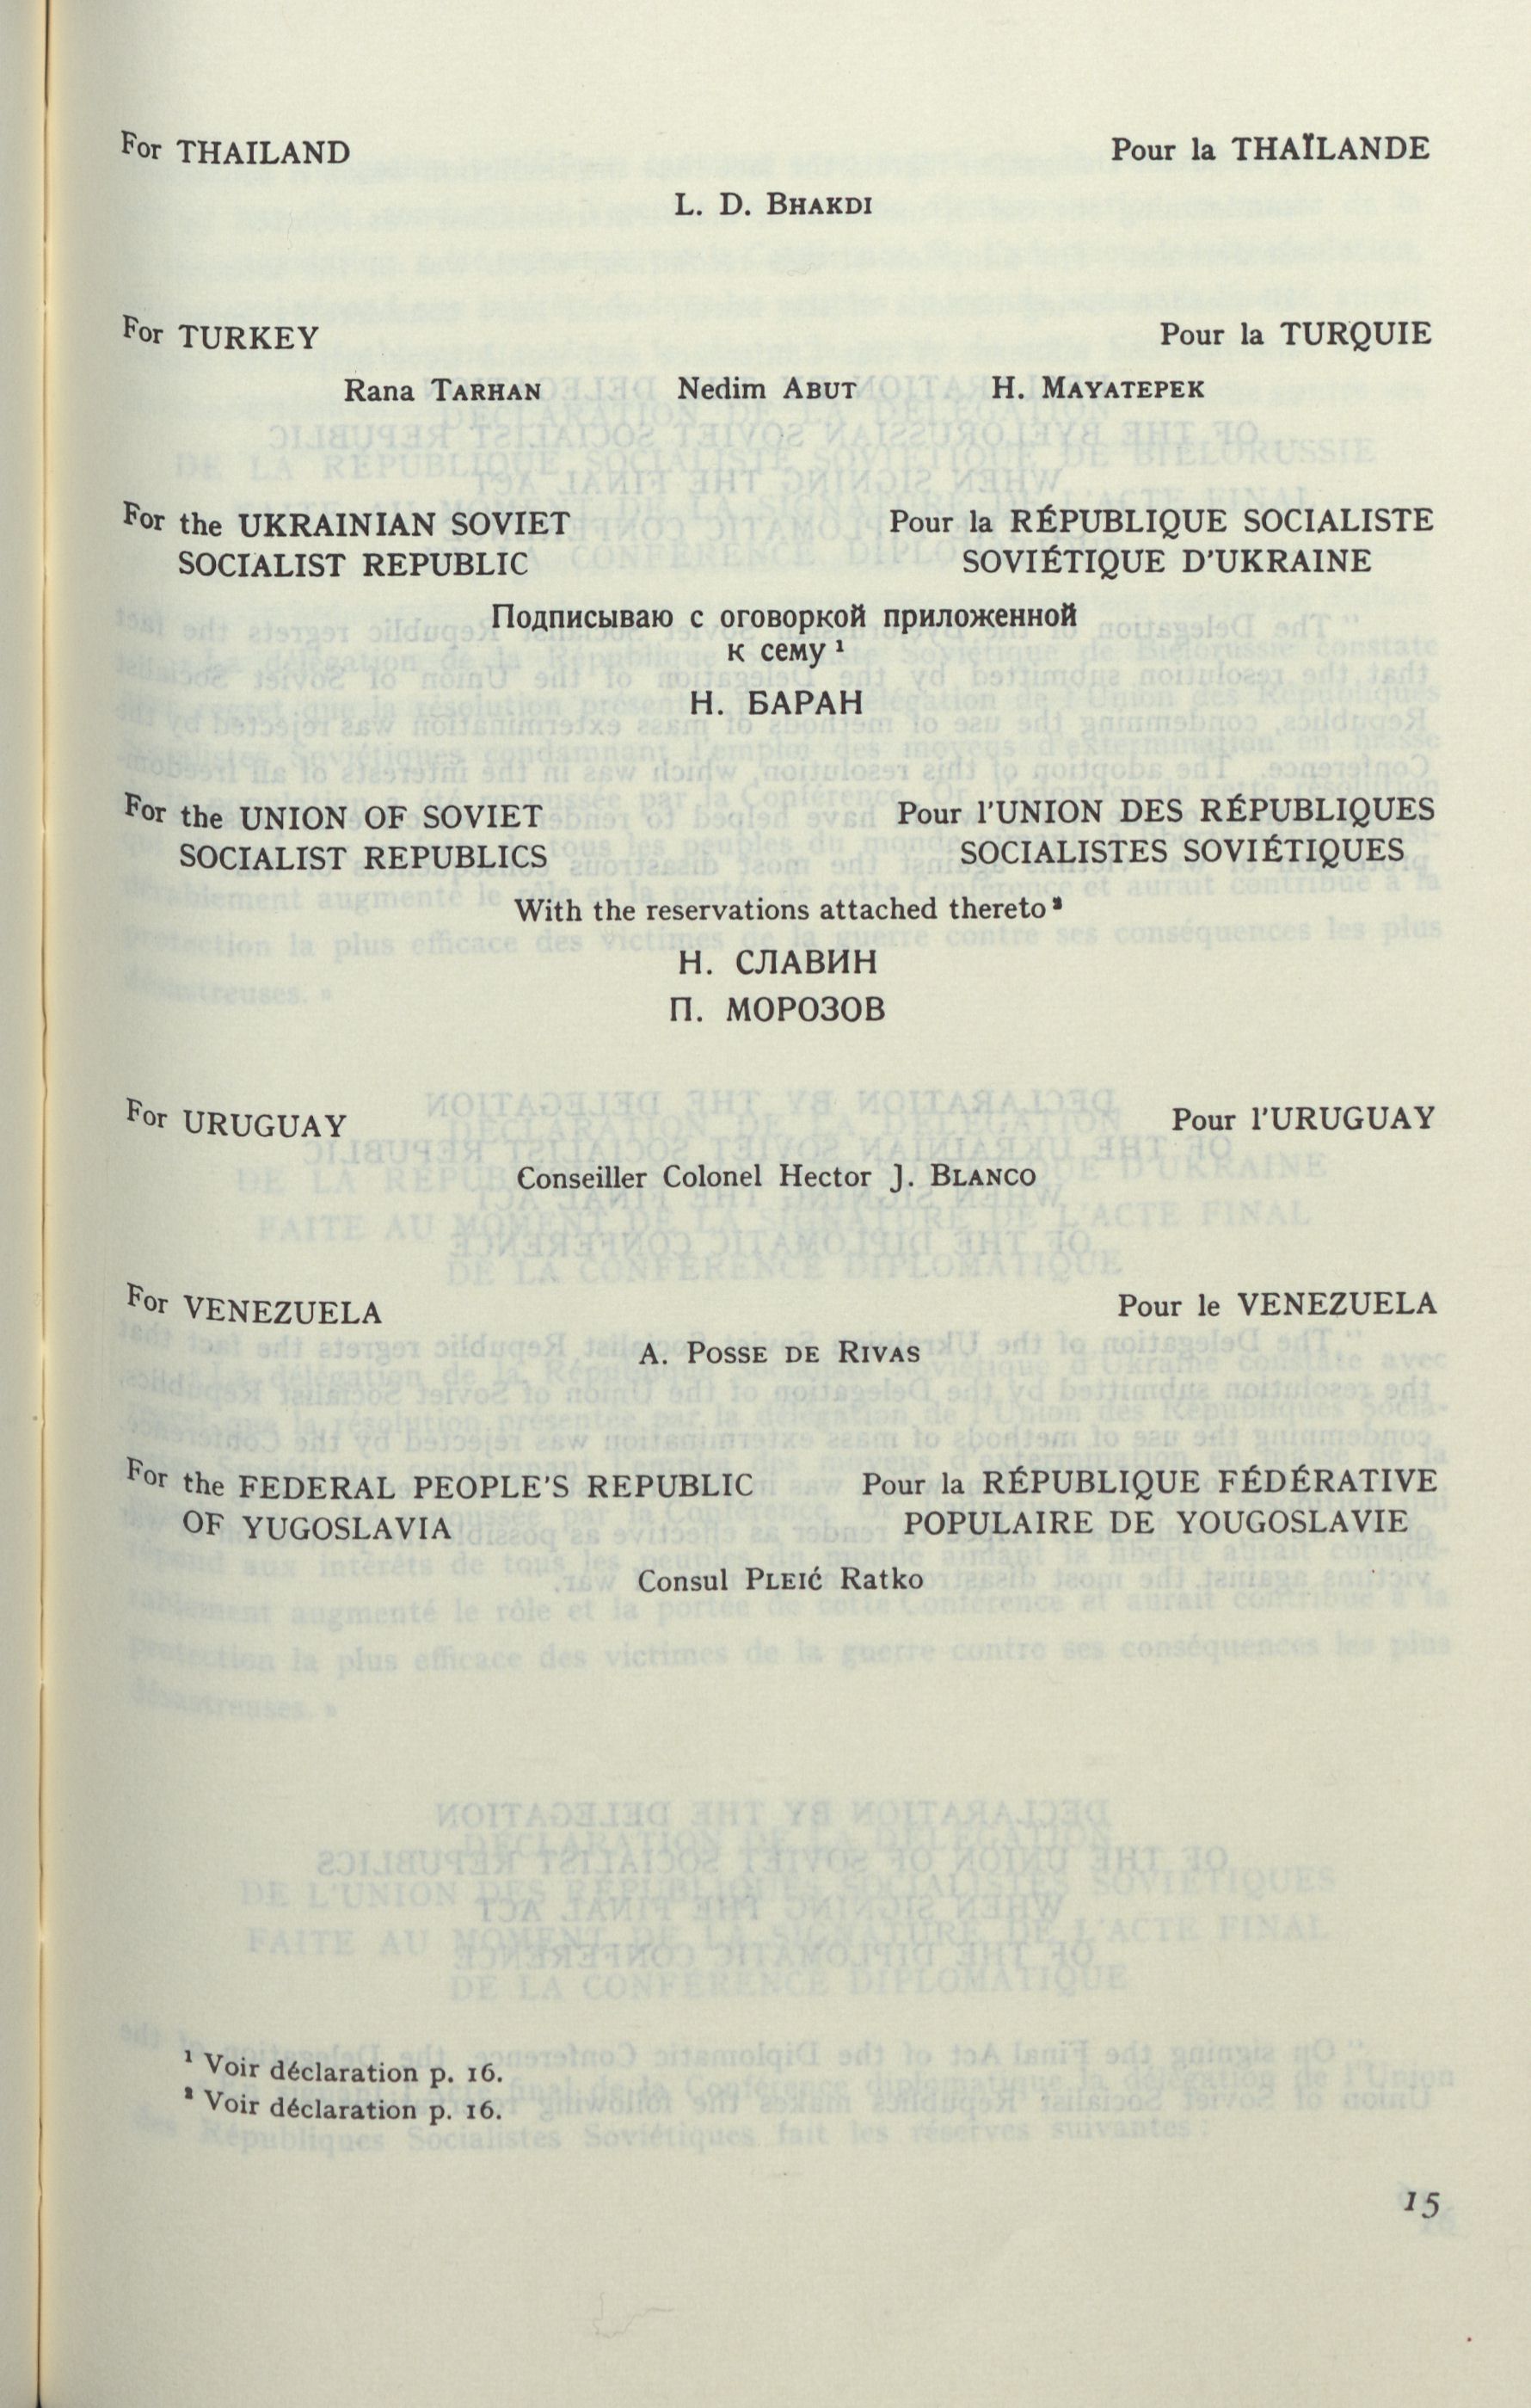 For THAILAND Pour la THAÏLANDE
L. D. BHAKDI
For TURKEY Pour la TURQUIE
Rana TARHAN Nedim ABUT H. MAYATEPEK
For the UKRAINIAN SOVIET Pour la RÉPUBLIQUE SOCIALISTE
SOCIALIST REPUBLIC SOVIÉTIQUE D'UKRAINE
Подписываю с оговоркой приложенной
к сему ¹
Н. БАРАН
For the UNION OF SOVIET Pour l'UNION DES RÉPUBLIQUES
SOCIALIST REPUBLICS SOCIALISTES SOVIÉTIQUES
With the reservations attached thereto ²
Н. СЛАВИН
П. МОРОЗОВ
For URUGUAY Pour l'URUGUAY
Conseiller Colonel Hector J. BLANCO
For VENEZUELA Pour le VENEZUELA
A. POSSE DE RIVAS
For the FEDERAL PEOPLE'S REPUBLIC Pour la RÉPUBLIQUE FÉDÉRATIVE
OF YUGOSLAVIA POPULAIRE DE YOUGOSLAVIE
Consul PLEIĆ Ratko
¹ Voir déclaration p. 16.
² Voir déclaration p. 16.
15